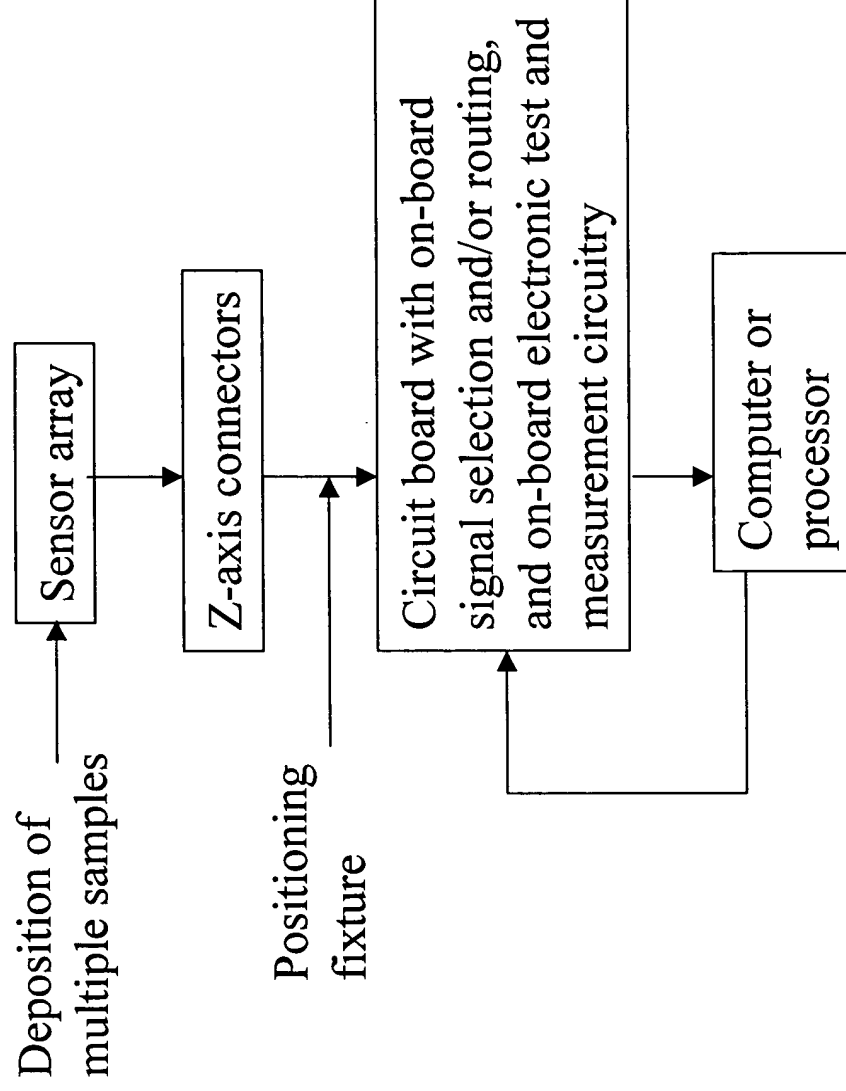 Deposition of
multiple samples
Sensor array
Z-axis connectors
Positioning
fixture
Circuit board with on-board
signal selection and/or routing,
and on-board electronic test and
measurement circuitry
Computer or
processor